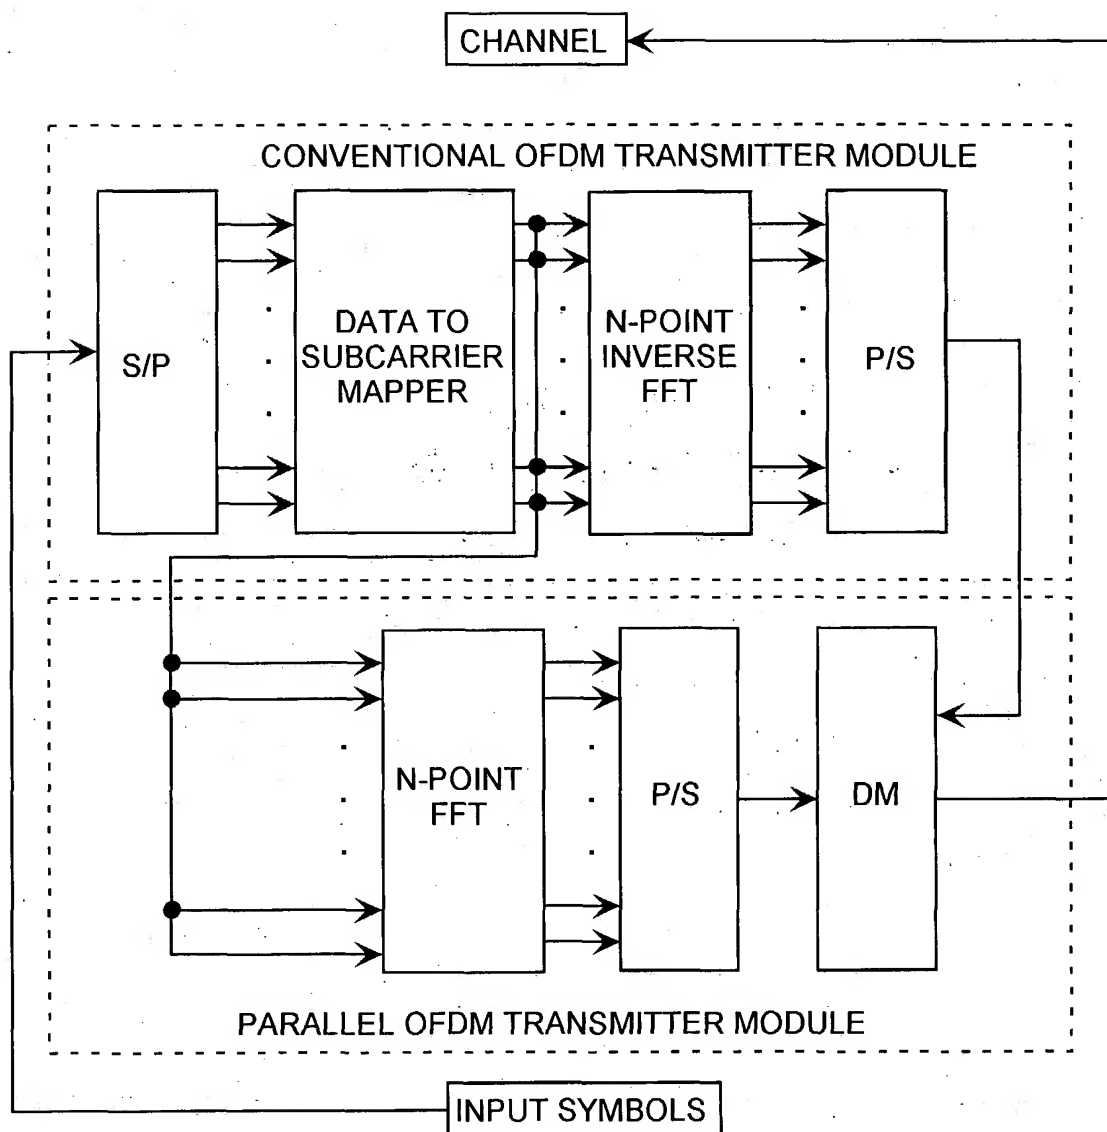 CHANNEL
CONVENTIONAL OFDM TRANSMITTER MODULE
S/P
DATA TO
SUBCARRIER
MAPPER
N-POINT
INVERSE
FFT
P/S
N-POINT
FFT
P/S
DM
PARALLEL OFDM TRANSMITTER MODULE
INPUT SYMBOLS